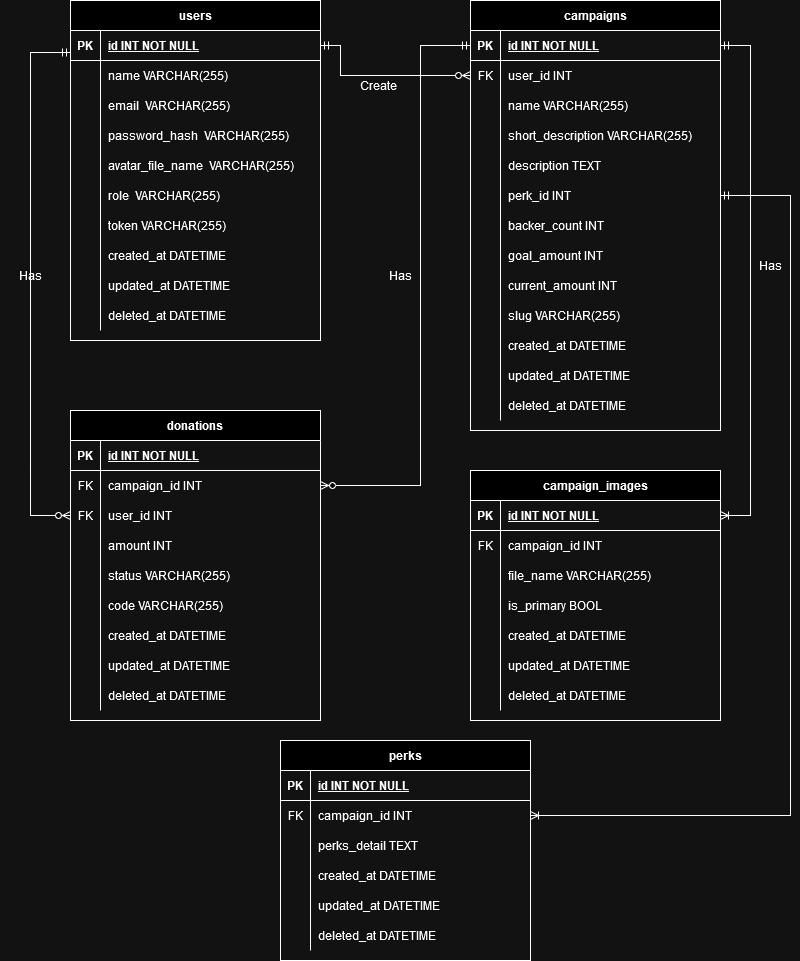 users
PK id INT NOT NULL
name VARCHAR(255)
email VARCHAR(255)
password_hash VARCHAR(255)
avatar_file_name VARCHAR(255)
role VARCHAR(255)
token VARCHAR(255)
created_at DATETIME
updated_at DATETIME
deleted_at DATETIME
campaigns
PK id INT NOT NULL
FK user_id INT
name VARCHAR(255)
short_description VARCHAR(255)
description TEXT
perk_id INT
backer_count INT
goal_amount INT
current_amount INT
slug VARCHAR(255)
created_at DATETIME
updated_at DATETIME
deleted_at DATETIME
Create
Has
Has
Has
donations
PK id INT NOT NULL
FK campaign_id INT
FK user_id INT
amount INT
status VARCHAR(255)
code VARCHAR(255)
created_at DATETIME
updated_at DATETIME
deleted_at DATETIME
campaign_images
PK id INT NOT NULL
FK campaign_id INT
file_name VARCHAR(255)
is_primary BOOL
created_at DATETIME
updated_at DATETIME
deleted_at DATETIME
perks
PK id INT NOT NULL
FK campaign_id INT
perks_detail TEXT
created_at DATETIME
updated_at DATETIME
deleted_at DATETIME